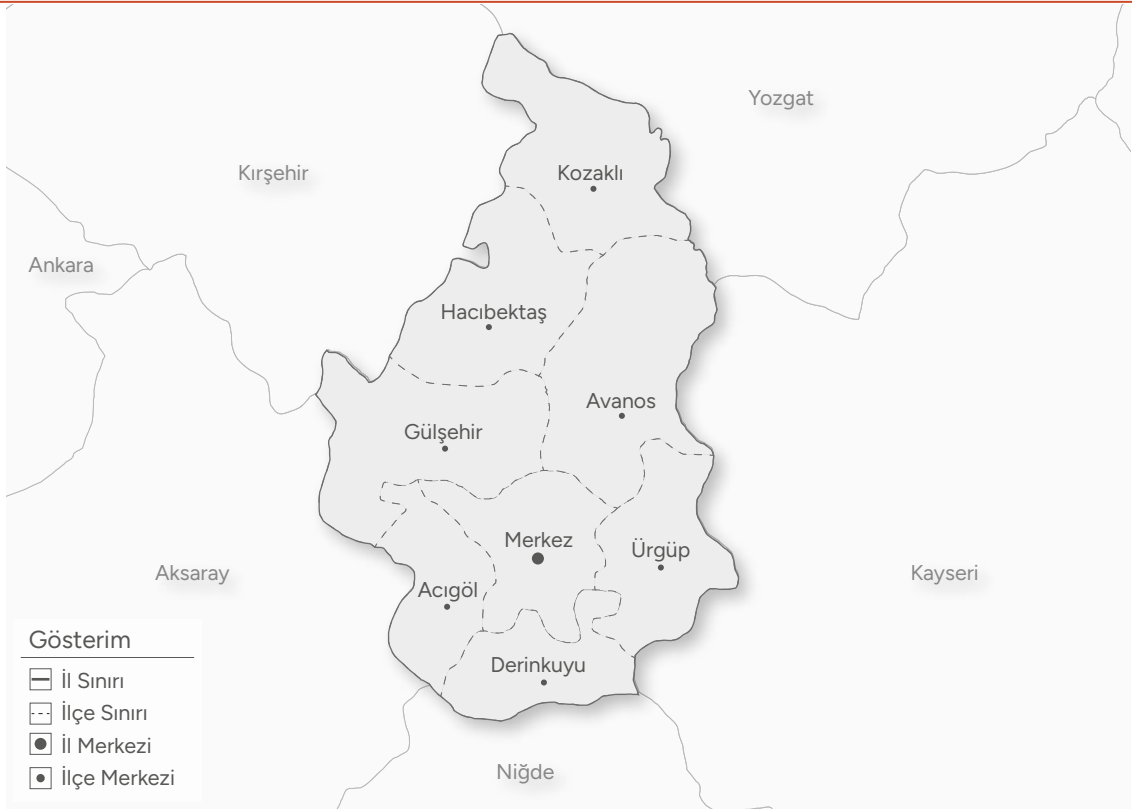 Yozgat
Kırşehir
Kozaklı
Ankara
Hacıbektaş
Avanos
Gülşehir
Merkez
Ürgüp
Aksaray
Kayseri
Acıgöl
Gösterim
Derinkuyu
İl Sınırı
İlçe Sınırı
İl Merkezi
İlçe Merkezi
Niğde